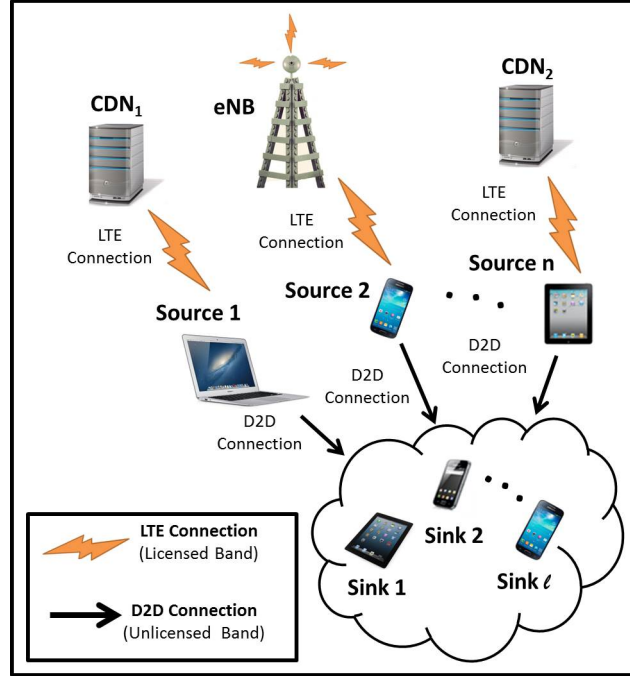 CDN₁
eNB
CDN₂
LTE
Connection
LTE
Connection
LTE
Connection
Source 1
Source 2
Source n
D2D
Connection
D2D
Connection
D2D
Connection
Sink 1
Sink 2
Sink ℓ
LTE Connection
(Licensed Band)
D2D Connection
(Unlicensed Band)